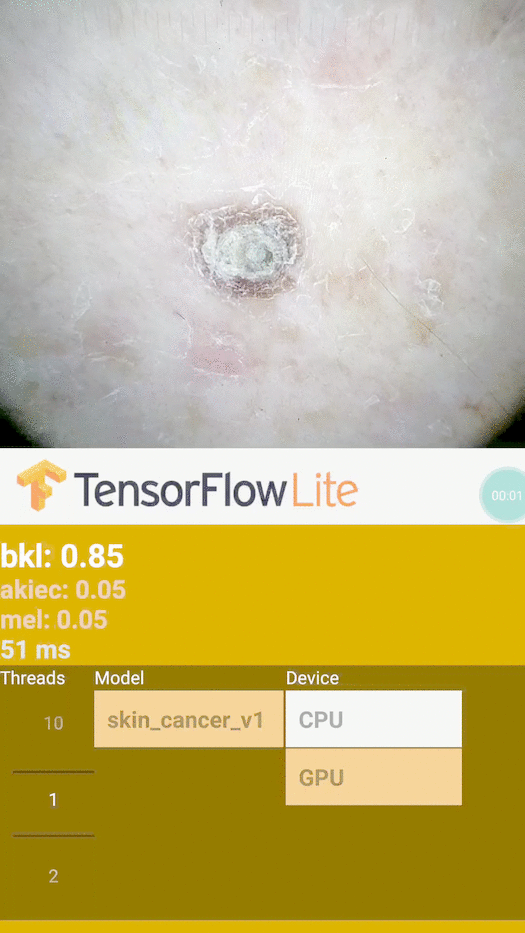 TensorFlow Lite
00:01
bkl: 0.85
akiec: 0.05
mel: 0.05
51 ms
Threads Model Device
10 skin_cancer_v1 CPU
GPU
1
2